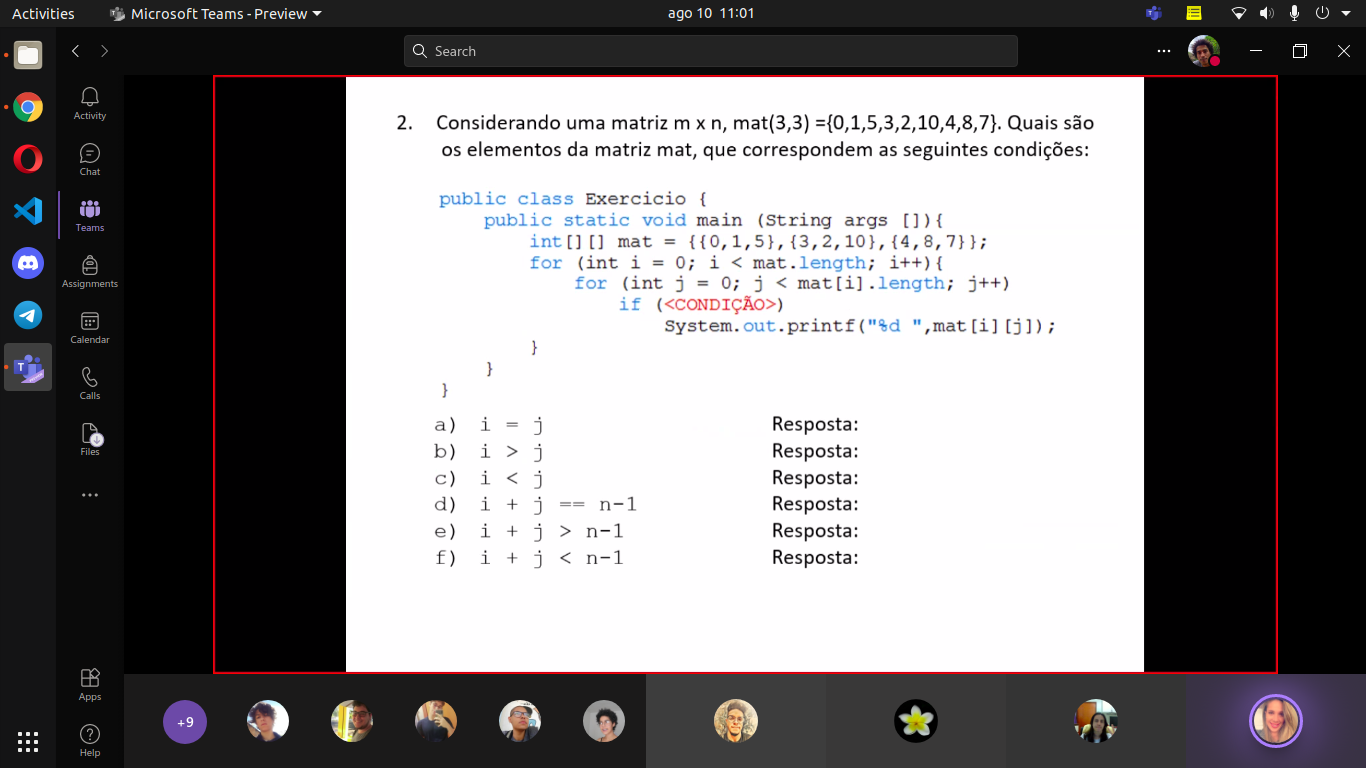 Activities
Microsoft Teams - Preview
ago 10 11:01
Search
Activity
Chat
Teams
Assignments
Calendar
Calls
Files
Apps
Help
2. Considerando uma matriz m x n, mat(3,3) ={0,1,5,3,2,10,4,8,7}. Quais são
os elementos da matriz mat, que correspondem as seguintes condições:
public class Exercicio {
public static void main (String args []){
int[][] mat = {{0,1,5},{3,2,10},{4,8,7}};
for (int i = 0; i < mat.length; i++){
for (int j = 0; j < mat[i].length; j++)
if (<CONDIÇÃO>)
System.out.printf("%d ",mat[i][j]);
}
}
}
a) i = j Resposta:
b) i > j Resposta:
c) i < j Resposta:
d) i + j == n-1 Resposta:
e) i + j > n-1 Resposta:
f) i + j < n-1 Resposta:
+9